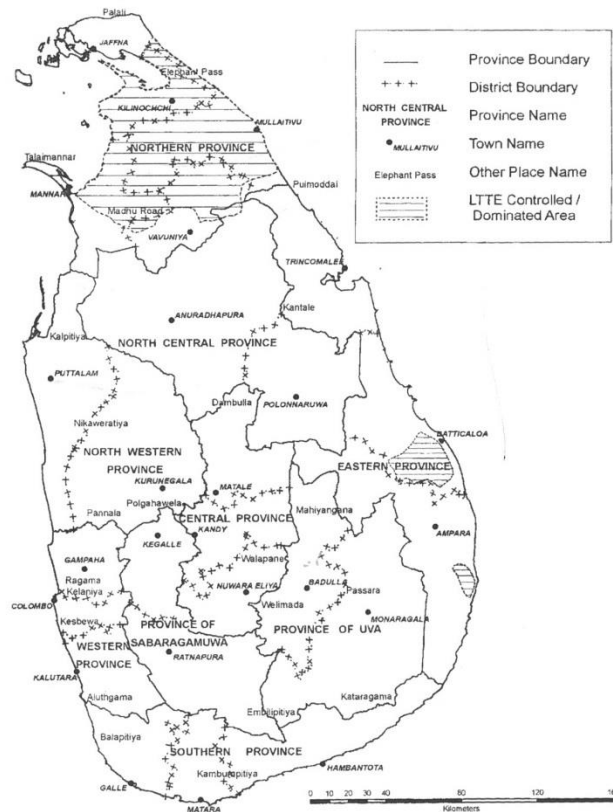 Palali
JAFFNA
Elephant Pass
KILINOCHCHI
MULLAITIVU
NORTHERN PROVINCE
Talaimannar
MANNAR
Madhu Road
Pulmoddai
VAVUNIYA
TRINCOMALEE
ANURADHAPURA
Kantale
Kalpitiya
NORTH CENTRAL PROVINCE
PUTTALAM
Dambulla
POLONNARUWA
Nikaweratiya
BATTICALOA
NORTH WESTERN
PROVINCE
EASTERN PROVINCE
KURUNEGALA
MATALE
Polgahawela
Mahiyangana
Pannala
CENTRAL PROVINCE
AMPARA
KEGALLE
KANDY
GAMPAHA
Walapane
Ragama
NUWARA ELIYA
BADULLA
Passara
Kelaniya
COLOMBO
Welimada
MONARAGALA
Kesbewa
PROVINCE OF
SABARAGAMUWA
PROVINCE OF UVA
WESTERN
PROVINCE
RATNAPURA
KALUTARA
Aluthgama
Kataragama
Embilipitiya
Balapitiya
SOUTHERN PROVINCE
HAMBANTOTA
Kamburupitiya
GALLE
MATARA
Province Boundary
District Boundary
NORTH CENTRAL
PROVINCE
Province Name
MULLAITIVU
Town Name
Elephant Pass
Other Place Name
LTTE Controlled /
Dominated Area
0 10 20 30 40 80 120
Kilometers